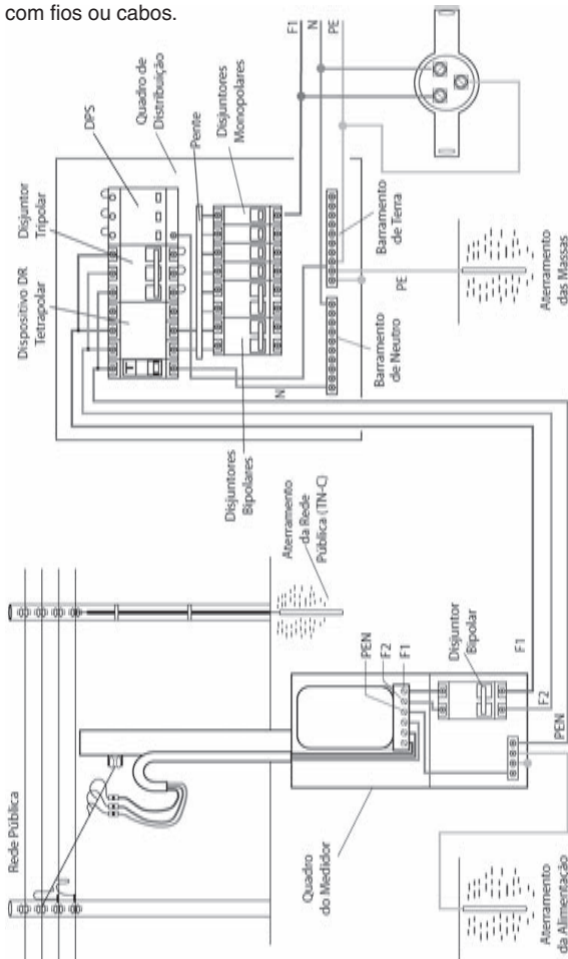 com fios ou cabos.
Rede Pública
Quadro
do Medidor
Aterramento
da Alimentação
PEN
F2
F1
Disjuntor
Bipolar
F1
F2
PEN
Aterramento
da Rede
Pública (TN-C)
Dispositivo DR
Tetrapolar
Disjuntor
Tripolar
DPS
Quadro de
Distribuição
Pente
Disjuntores
Monopolares
Disjuntores
Bipolares
N
Barramento
de Neutro
PE
Barramento
de Terra
Aterramento
das Massas
F1
N
PE
T